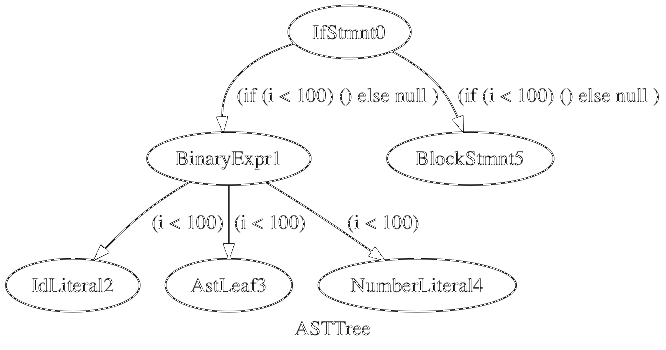 IfStmnt0
(if (i < 100) () else null )
(if (i < 100) () else null )
BinaryExpr1
BlockStmnt5
(i < 100)
(i < 100)
(i < 100)
IdLiteral2
AstLeaf3
NumberLiteral4
ASTTree